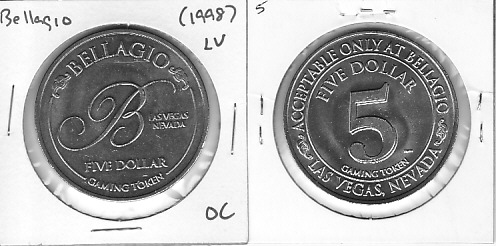 Bellagio
(1998)
LV
BELLAGIO
B
LAS VEGAS
NEVADA
FIVE DOLLAR
GAMING TOKEN
OC
5
ACCEPTABLE ONLY AT BELLAGIO
FIVE DOLLAR
5
GAMING TOKEN
LAS VEGAS, NEVADA